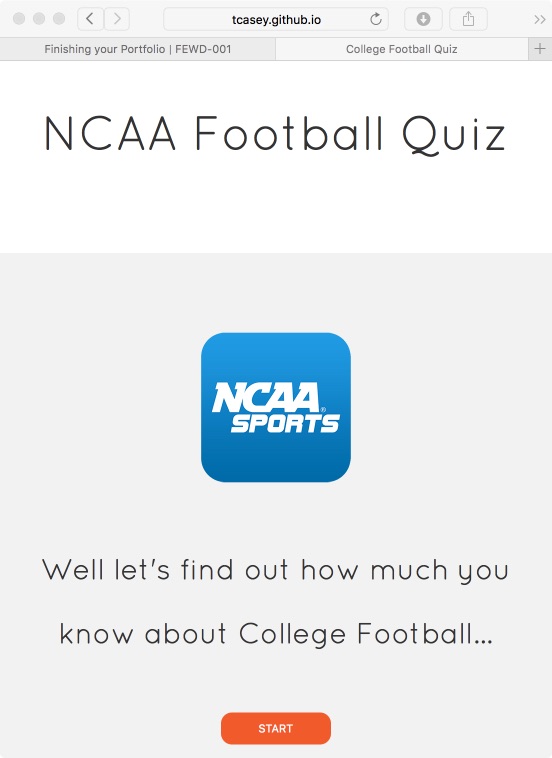 tcasey.github.io
Finishing your Portfolio | FEWD-001
College Football Quiz
NCAA Football Quiz
NCAA
SPORTS
Well let's find out how much you
know about College Football...
START